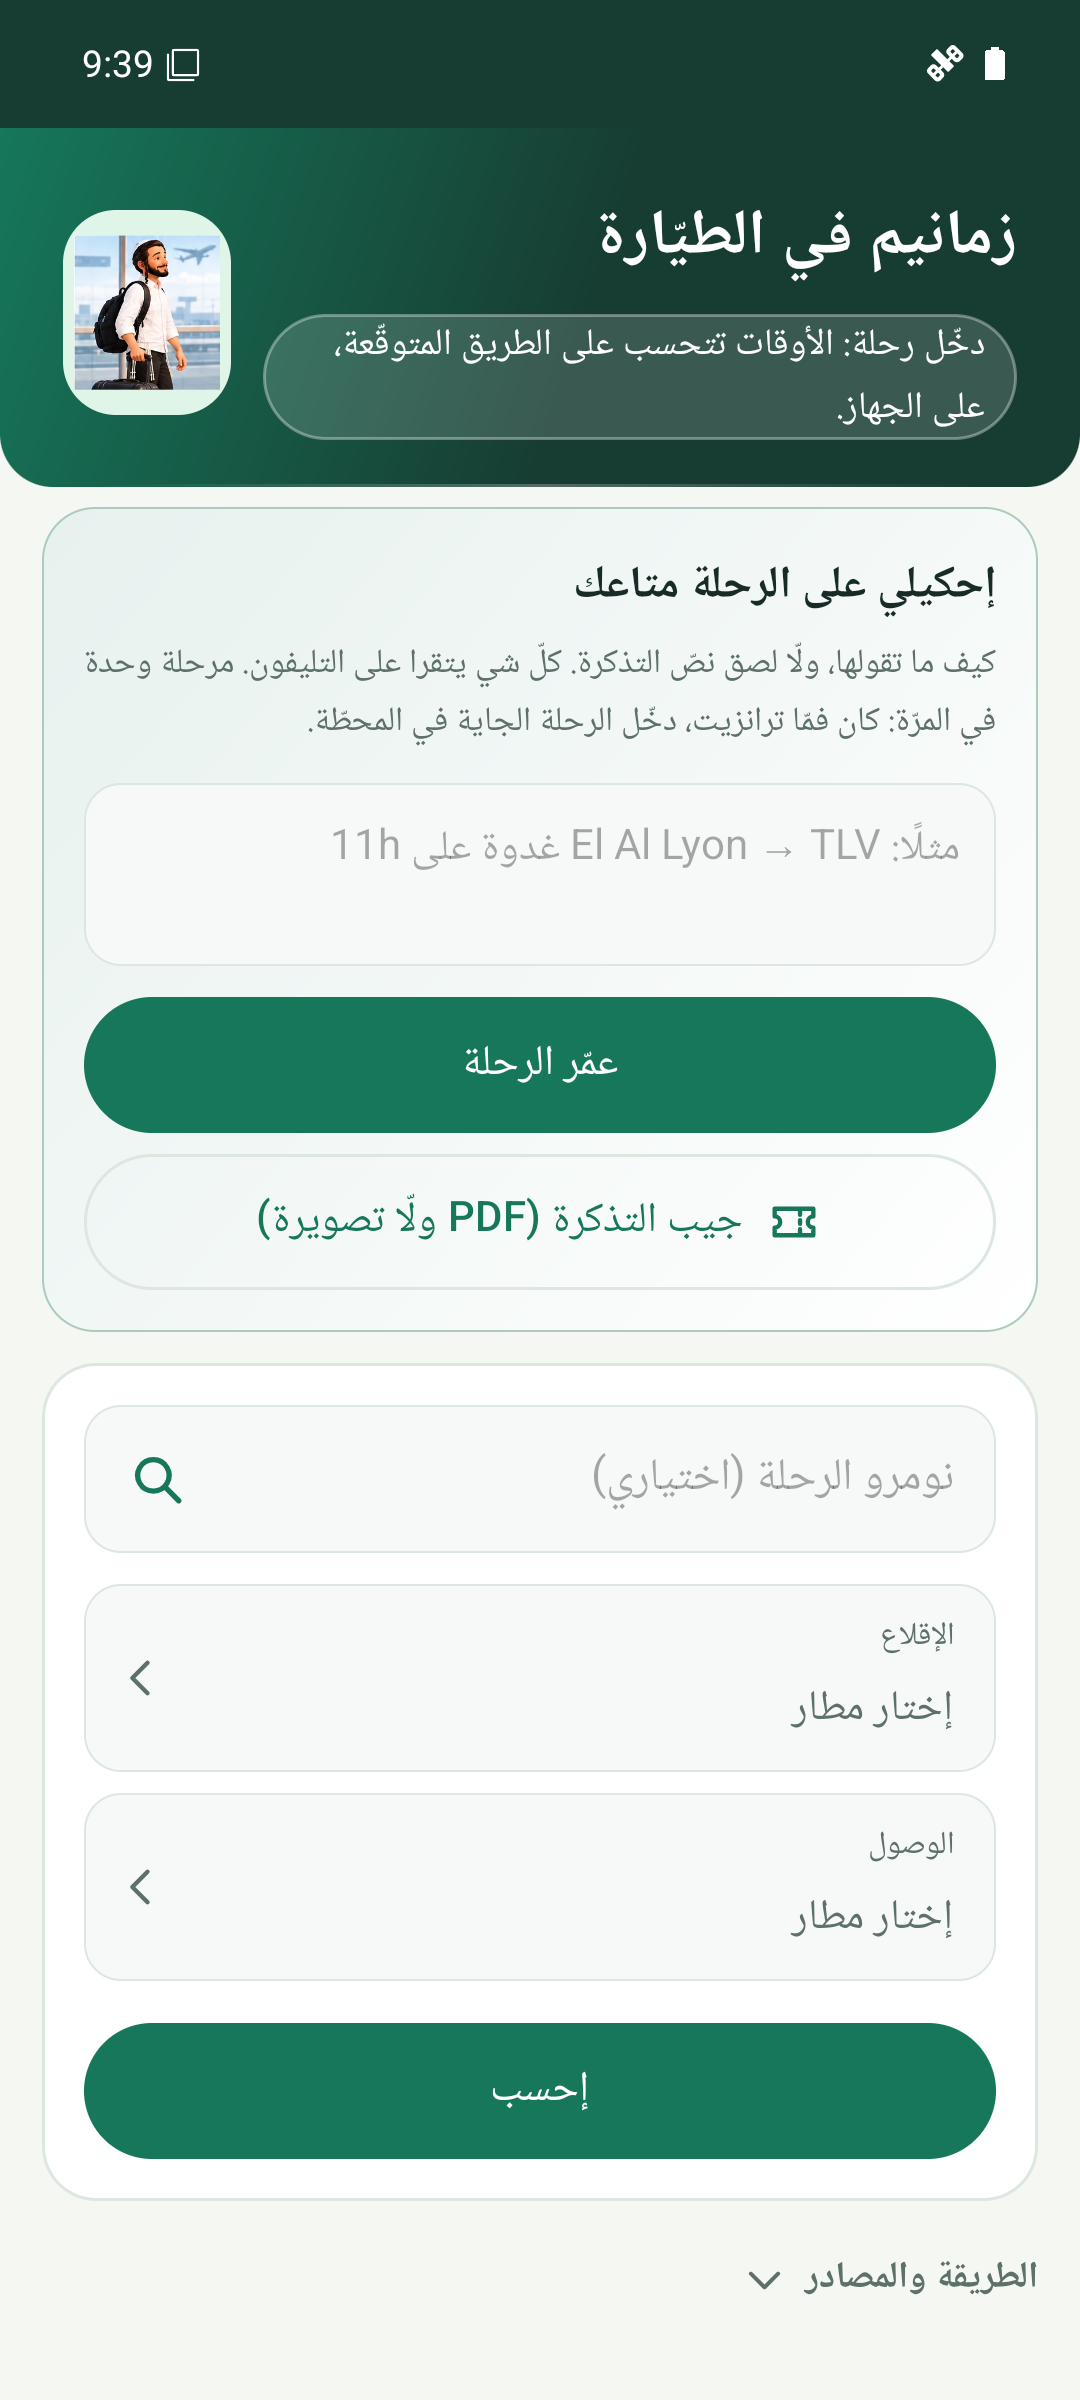 9:39
زمانيم في الطيّارة
دخّل رحلة: الأوقات تتحسب على الطريق المتوقّعة،
على الجهاز.
إحكيلي على الرحلة متاعك
كيف ما تقولها، ولّا لصق نصّ التذكرة. كلّ شي يتقرا على التليفون. مرحلة وحدة
في المرّة: كان فمّا ترانزيت، دخّل الرحلة الجاية في المحطّة.
مثلًا: El Al Lyon → TLV غدوة على 11h
عمّر الرحلة
جيب التذكرة (PDF ولّا تصويرة)
نومرو الرحلة (اختياري)
الإقلاع
إختار مطار
الوصول
إختار مطار
إحسب
الطريقة والمصادر